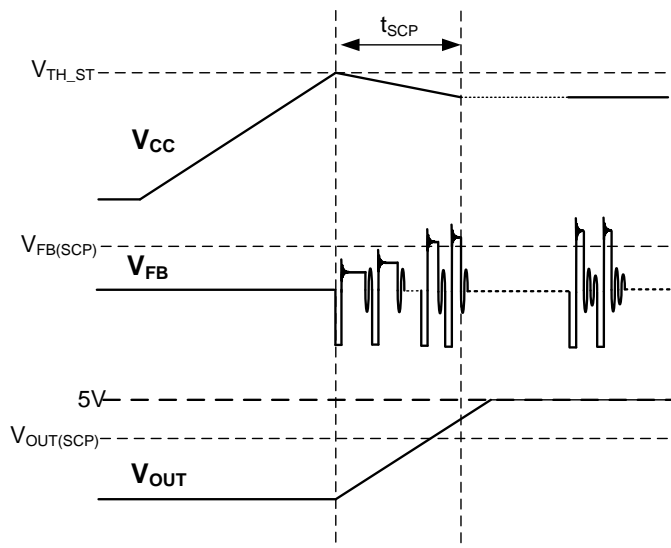 tSCP
VTH_ST
VCC
VFB(SCP)
VFB
5V
VOUT(SCP)
VOUT